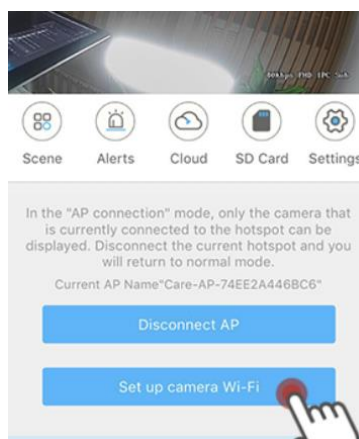 Scene Alerts Cloud SD Card Settings
In the "AP connection" mode, only the camera that
is currently connected to the hotspot can be
displayed. Disconnect the current hotspot and you
will return to normal mode.
Current AP Name"Care-AP-74EE2A446BC6"
Disconnect AP
Set up camera Wi-Fi